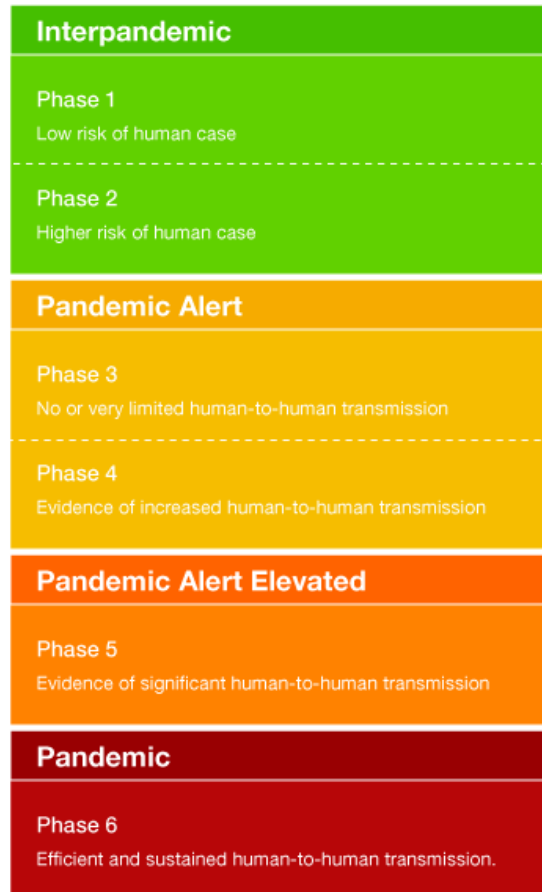 Interpandemic
Phase 1
Low risk of human case
Phase 2
Higher risk of human case
Pandemic Alert
Phase 3
No or very limited human-to-human transmission
Phase 4
Evidence of increased human-to-human transmission
Pandemic Alert Elevated
Phase 5
Evidence of significant human-to-human transmission
Pandemic
Phase 6
Efficient and sustained human-to-human transmission.